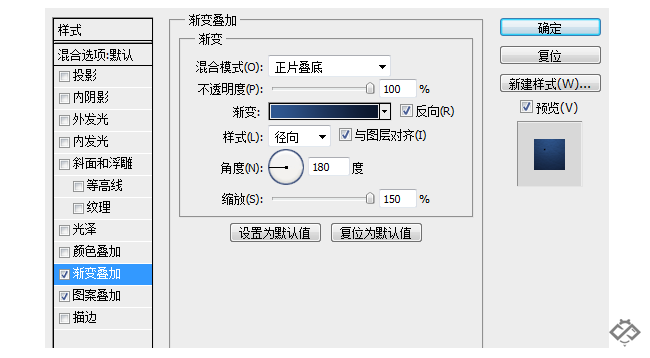 样式
混合选项:默认
投影
内阴影
外发光
内发光
斜面和浮雕
等高线
纹理
光泽
颜色叠加
渐变叠加
图案叠加
描边
渐变叠加
渐变
混合模式(O): 正片叠底
不透明度(P): 100 %
渐变: 反向(R)
样式(L): 径向 与图层对齐(I)
角度(N): 180 度
缩放(S): 150 %
设置为默认值 复位为默认值
确定
复位
新建样式(W)...
预览(V)